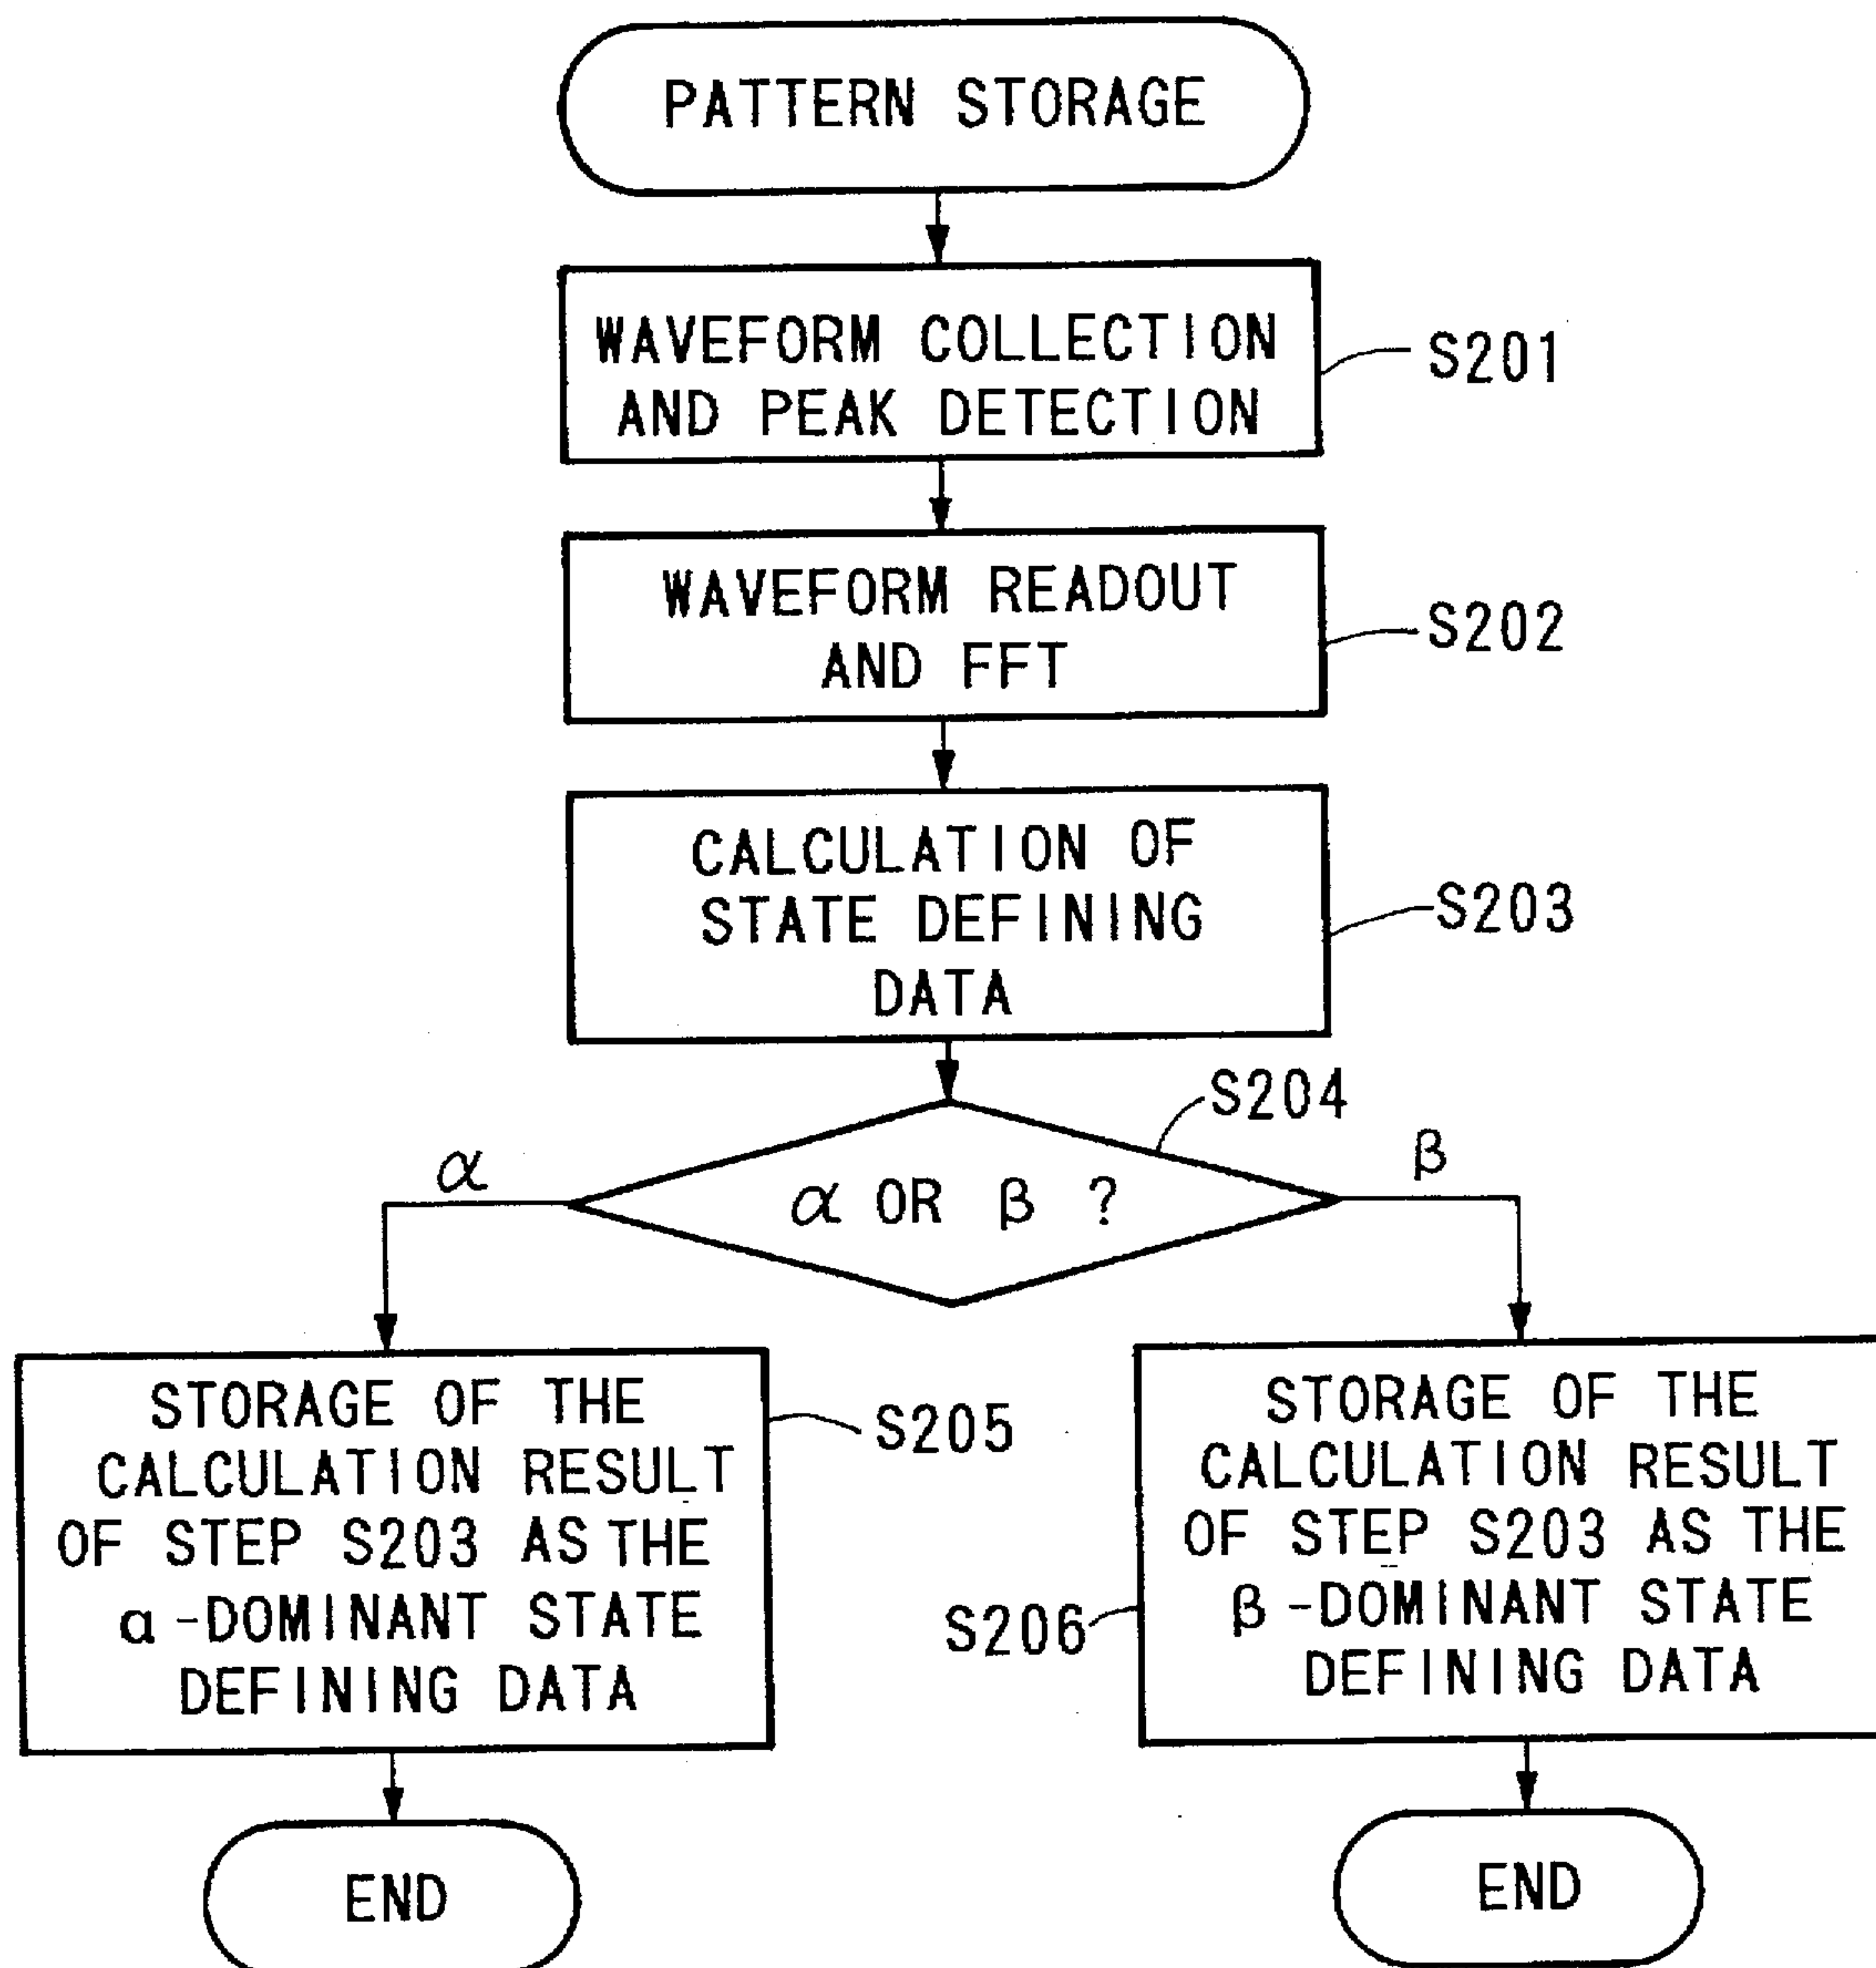 PATTERN STORAGE
WAVEFORM COLLECTION
AND PEAK DETECTION
S201
WAVEFORM READOUT
AND FFT
S202
CALCULATION OF
STATE DEFINING
DATA
S203
S204
α
α OR β ?
β
STORAGE OF THE
CALCULATION RESULT
OF STEP S203 AS THE
α-DOMINANT STATE
DEFINING DATA
S205
STORAGE OF THE
CALCULATION RESULT
OF STEP S203 AS THE
β-DOMINANT STATE
DEFINING DATA
S206
END
END